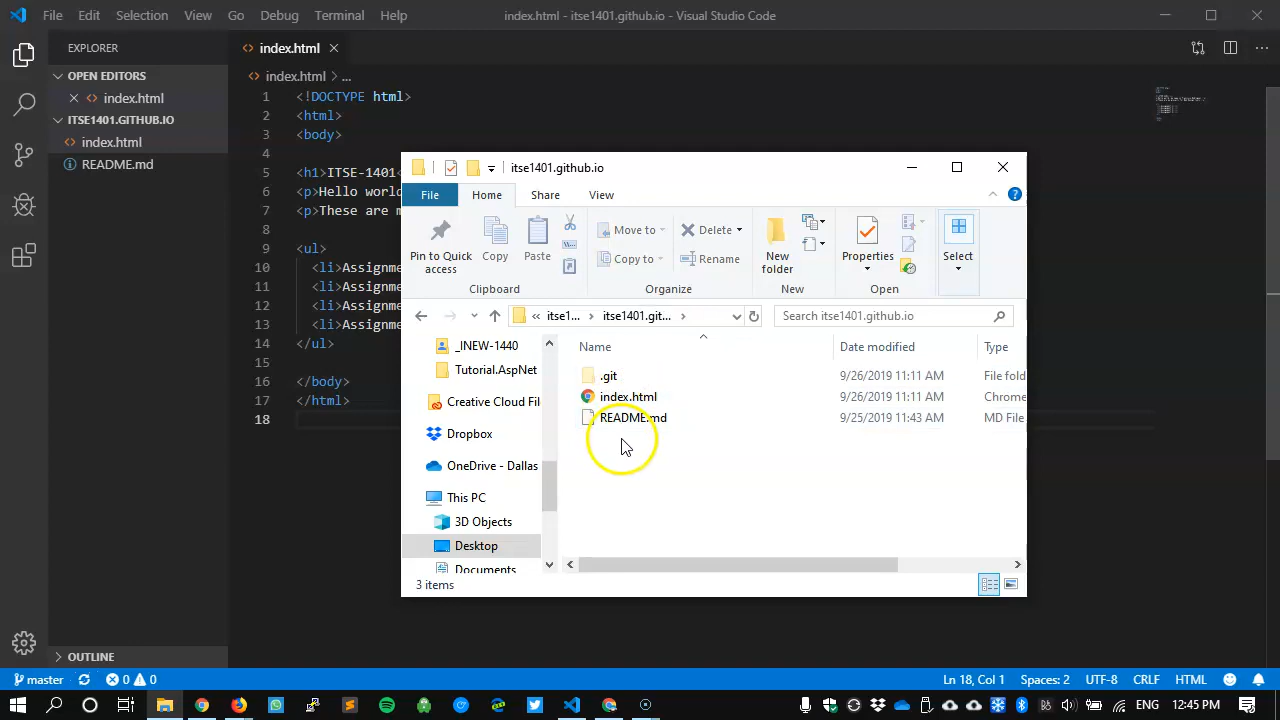 File Edit Selection View Go Debug Terminal Help
index.html - itse1401.github.io - Visual Studio Code
EXPLORER
OPEN EDITORS
index.html
ITSE1401.GITHUB.IO
index.html
README.md
OUTLINE
index.html
index.html > ...
1 <!DOCTYPE html>
2 <html>
3 <body>
4
5 <h1>ITSE-1401<
6 <p>Hello world
7 <p>These are m
8
9 <ul>
10 <li>Assignme
11 <li>Assignme
12 <li>Assignme
13 <li>Assignme
14 </ul>
15
16 </body>
17 </html>
18
itse1401.github.io
File Home Share View
Pin to Quick access
Copy
Paste
Clipboard
Move to
Copy to
Delete
Rename
Organize
New folder
New
Properties
Open
Select
« itse1... > itse1401.git... >
Search itse1401.github.io
_INEW-1440
Tutorial.AspNet
Creative Cloud Fil
Dropbox
OneDrive - Dallas
This PC
3D Objects
Desktop
Documents
Name Date modified Type
.git 9/26/2019 11:11 AM File fold
index.html 9/26/2019 11:11 AM Chrome
README.md 9/25/2019 11:43 AM MD File
3 items
master 0 0 Ln 18, Col 1 Spaces: 2 UTF-8 CRLF HTML
ENG 12:45 PM